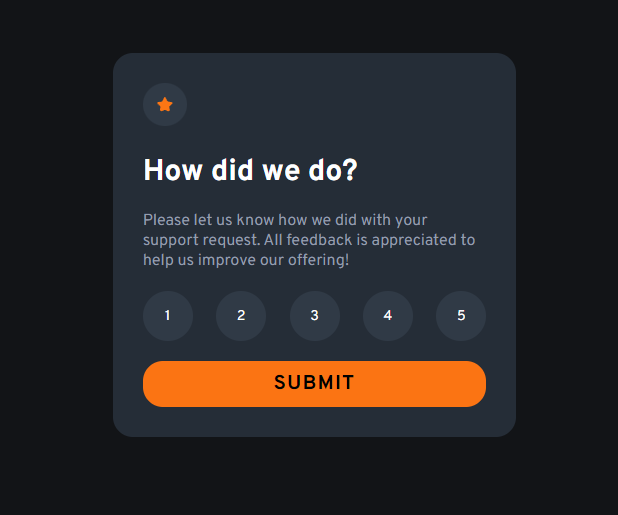 How did we do?
Please let us know how we did with your
support request. All feedback is appreciated to
help us improve our offering!
1 2 3 4 5
SUBMIT